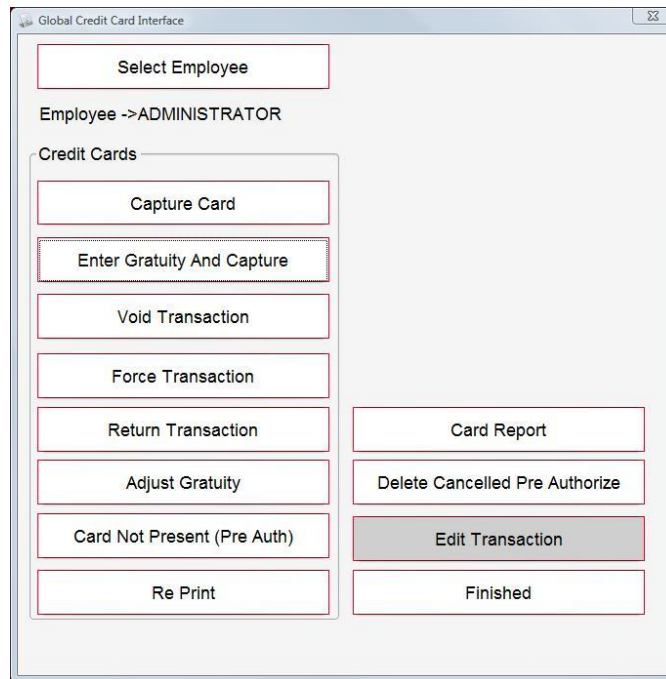 Global Credit Card Interface
Select Employee
Employee ->ADMINISTRATOR
Credit Cards
Capture Card
Enter Gratuity And Capture
Void Transaction
Force Transaction
Return Transaction
Card Report
Adjust Gratuity
Delete Cancelled Pre Authorize
Card Not Present (Pre Auth)
Edit Transaction
Re Print
Finished